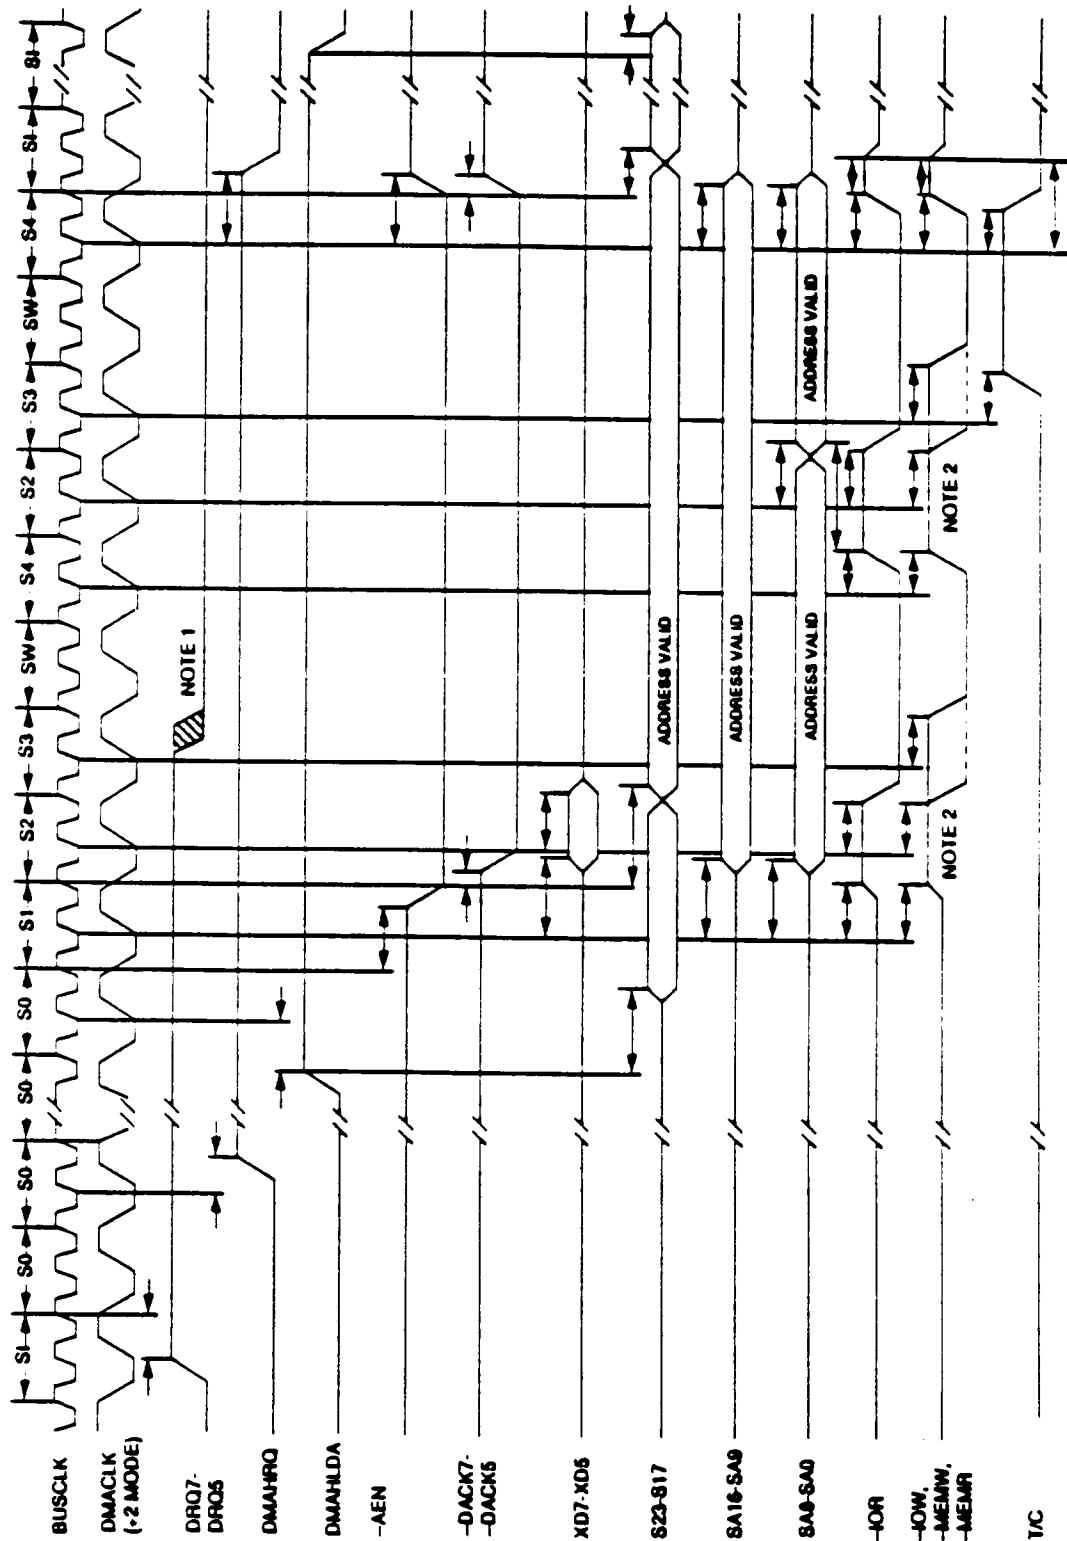 SI S0 S0 S0 S0 S1 S2 S3 SW S4 S2 S3 SW S4 SI SI
BUSCLK
DMACLK
(÷2 MODE)
DRQ7-
DRQ5
NOTE 1
DMAHRQ
DMAHLDA
-AEN
-DACK7-
-DACK5
XD7-XD5
S23-S17
ADDRESS VALID
SA16-SA9
ADDRESS VALID
SA8-SA0
ADDRESS VALID ADDRESS VALID
-IOR
-IOW,
-MEMW,
-MEMR
NOTE 2 NOTE 2
T/C